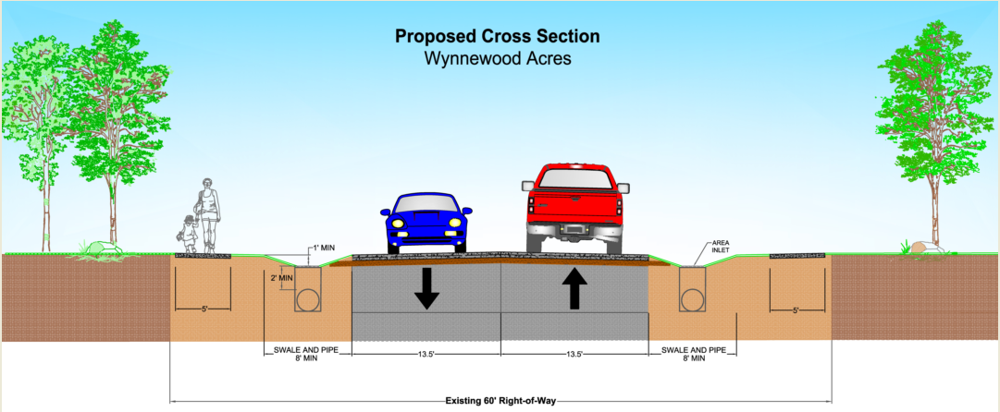 Proposed Cross Section
Wynnewood Acres
1' MIN
2' MIN
AREA
INLET
5'
5'
SWALE AND PIPE
8' MIN
13.5'
13.5'
SWALE AND PIPE
8' MIN
Existing 60' Right-of-Way